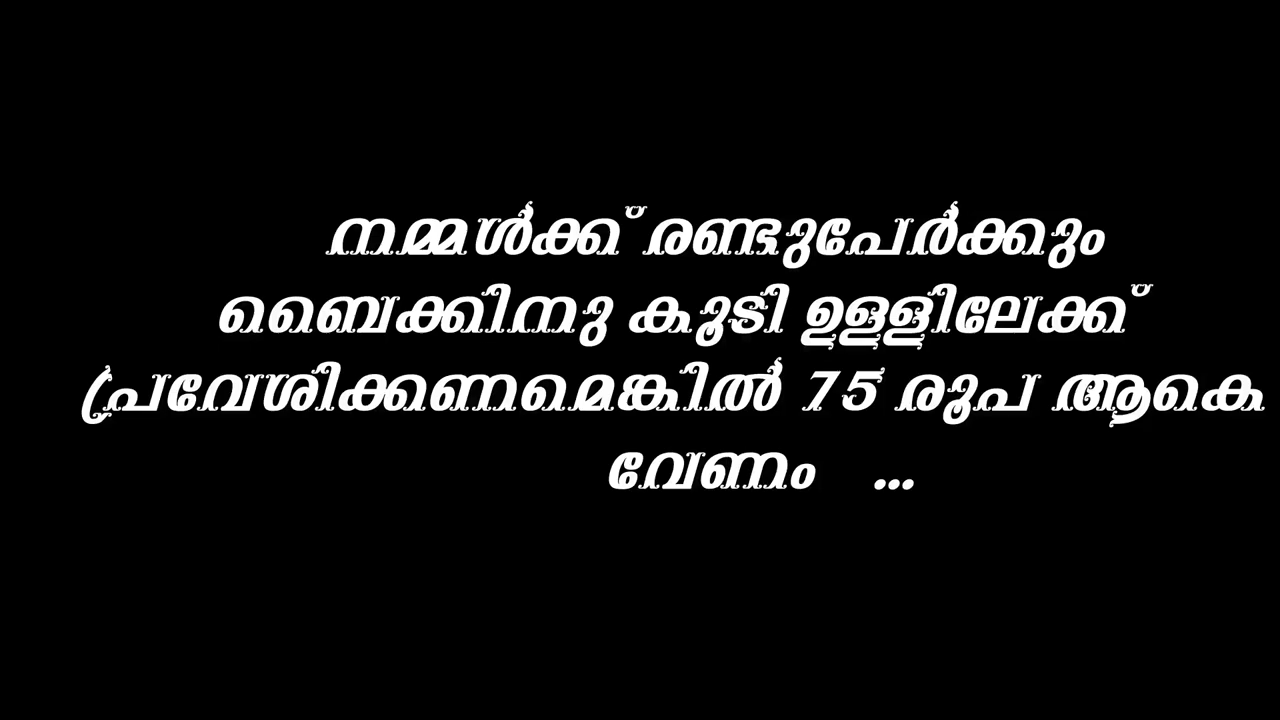 നമ്മൾക്ക് രണ്ടുപേർക്കും
ബൈക്കിനു കൂടി ഉള്ളിലേക്ക്
പ്രവേശിക്കണമെങ്കിൽ 75 രൂപ ആകെ
വേണം ...